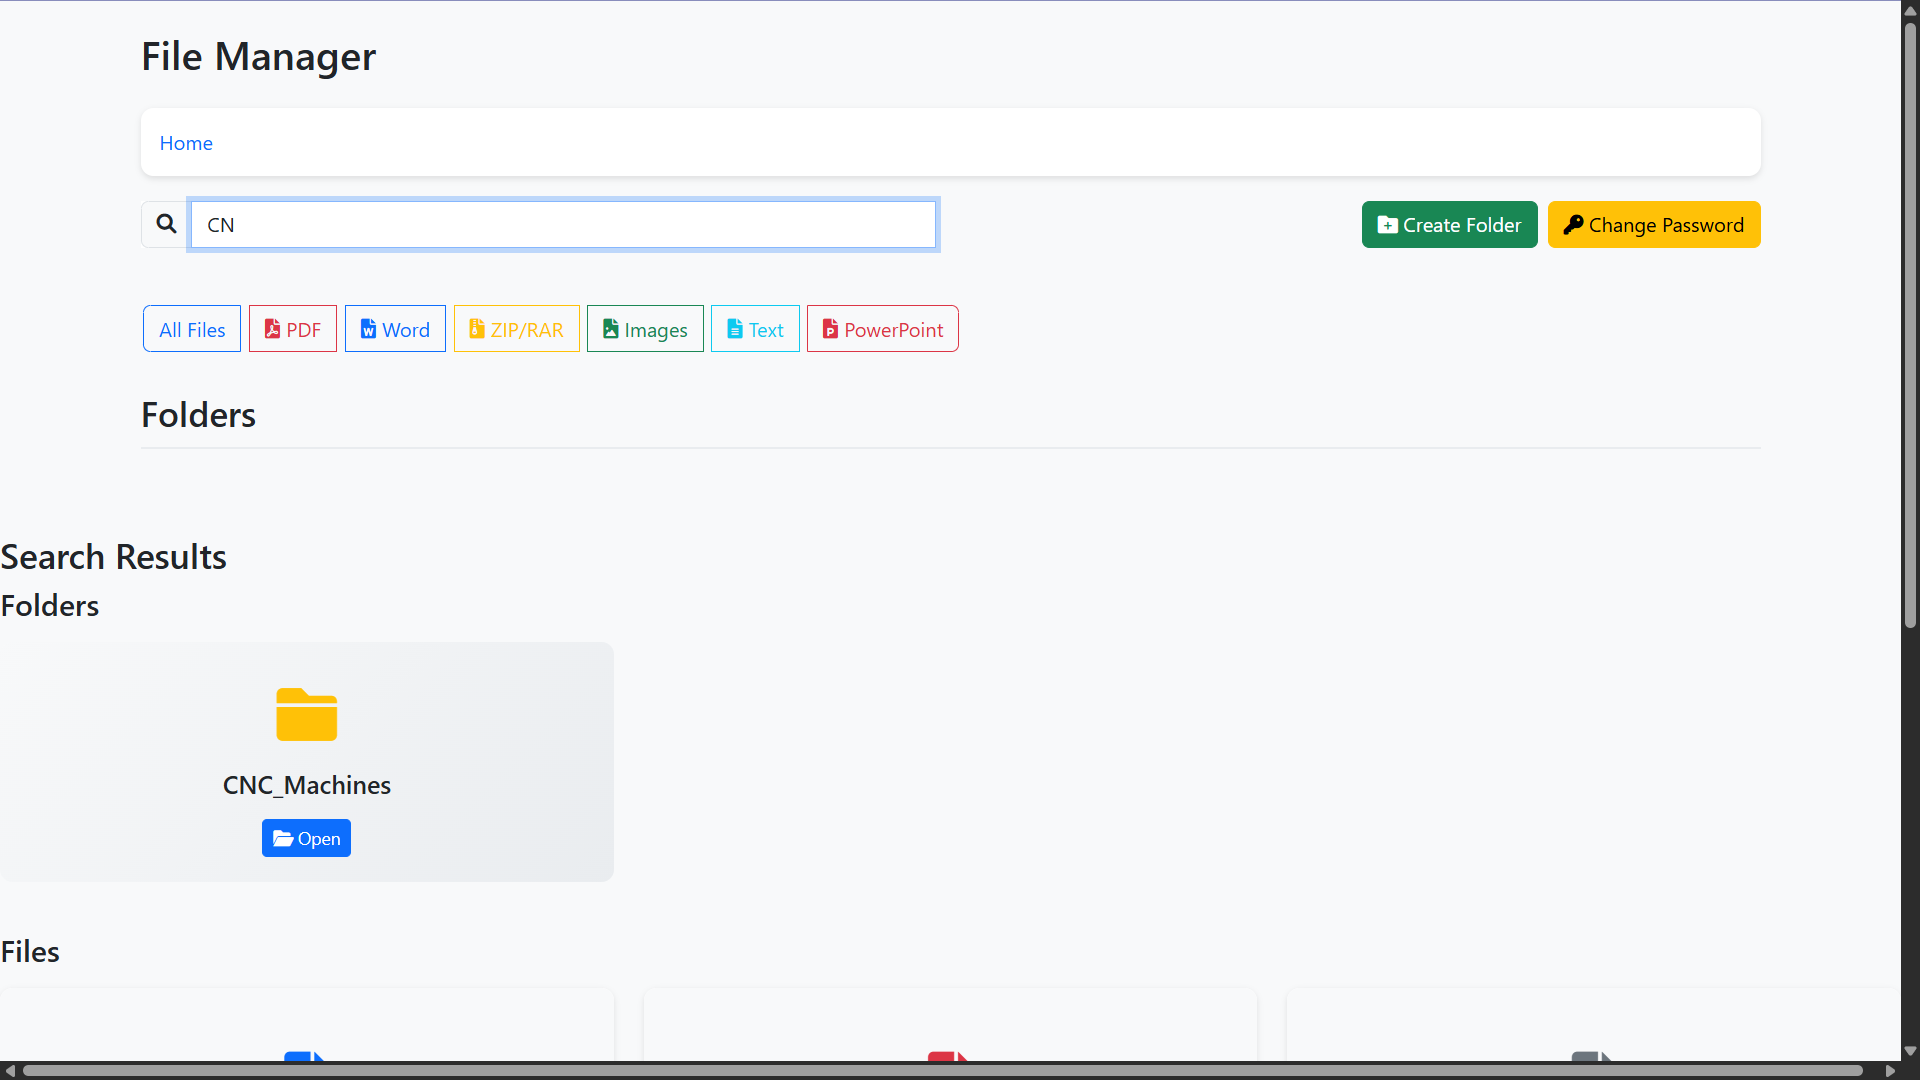 File Manager
Home
CN
Create Folder
Change Password
All Files
PDF
Word
ZIP/RAR
Images
Text
PowerPoint
Folders
Search Results
Folders
CNC_Machines
Open
Files